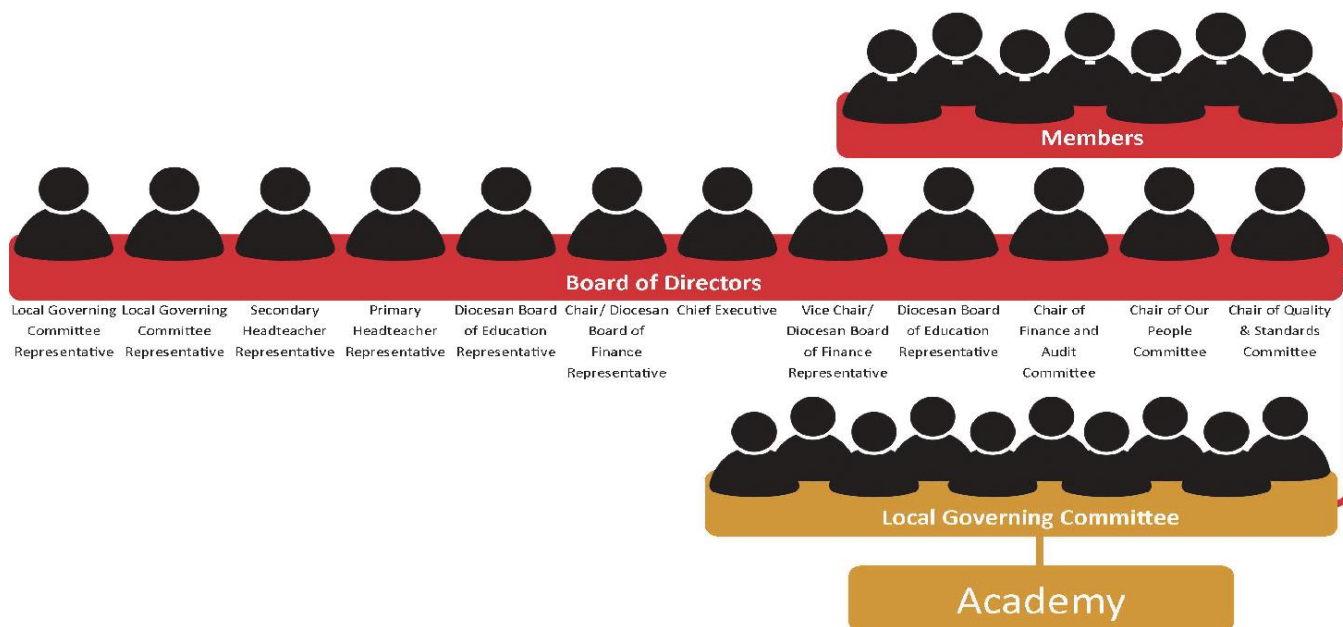 Members
Board of Directors
Local Governing
Committee
Representative
Local Governing
Committee
Representative
Secondary
Headteacher
Representative
Primary
Headteacher
Representative
Diocesan Board
of Education
Representative
Chair/ Diocesan
Board of
Finance
Representative
Chief Executive
Vice Chair/
Diocesan Board
of Finance
Representative
Diocesan Board
of Education
Representative
Chair of
Finance and
Audit
Committee
Chair of Our
People
Committee
Chair of Quality
& Standards
Committee
Local Governing Committee
Academy